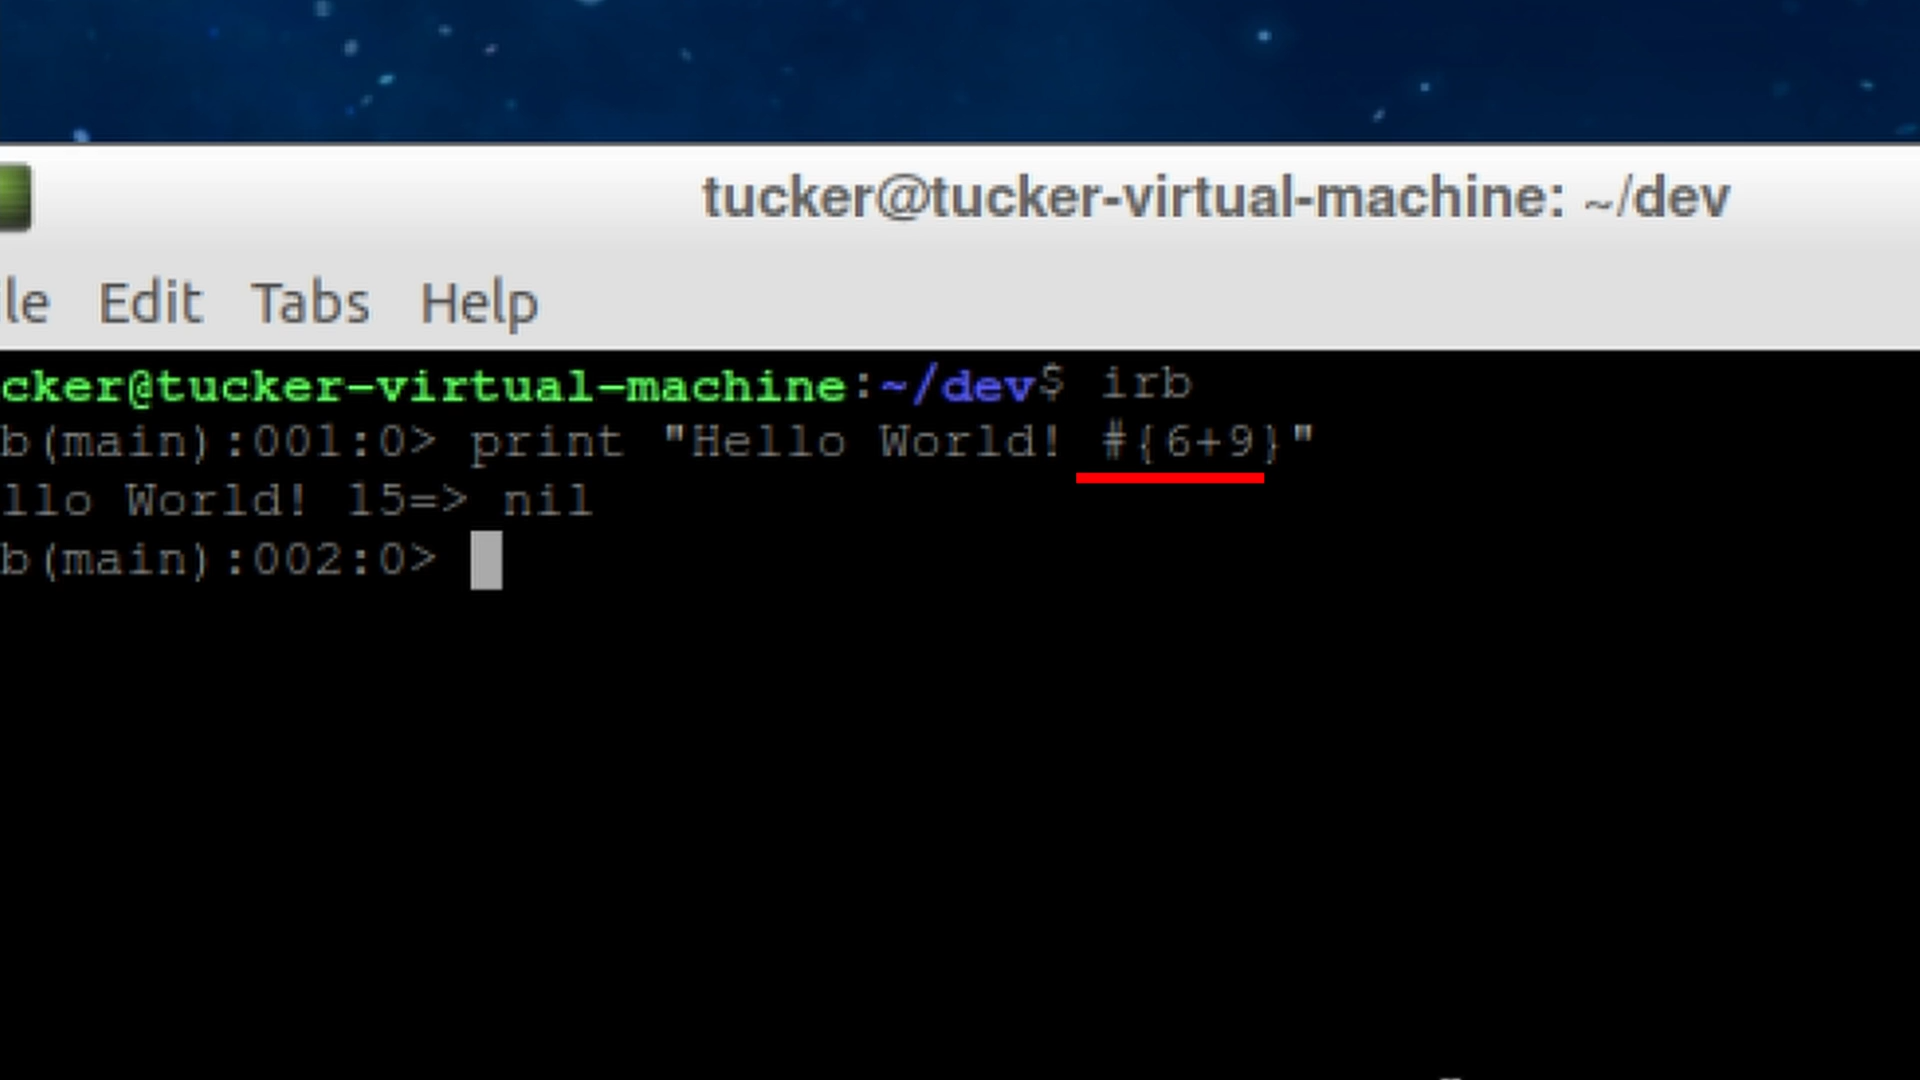 tucker@tucker-virtual-machine: ~/dev
le Edit Tabs Help
cker@tucker-virtual-machine:~/dev$ irb
b(main):001:0> print "Hello World! #{6+9}"
llo World! 15=> nil
b(main):002:0>